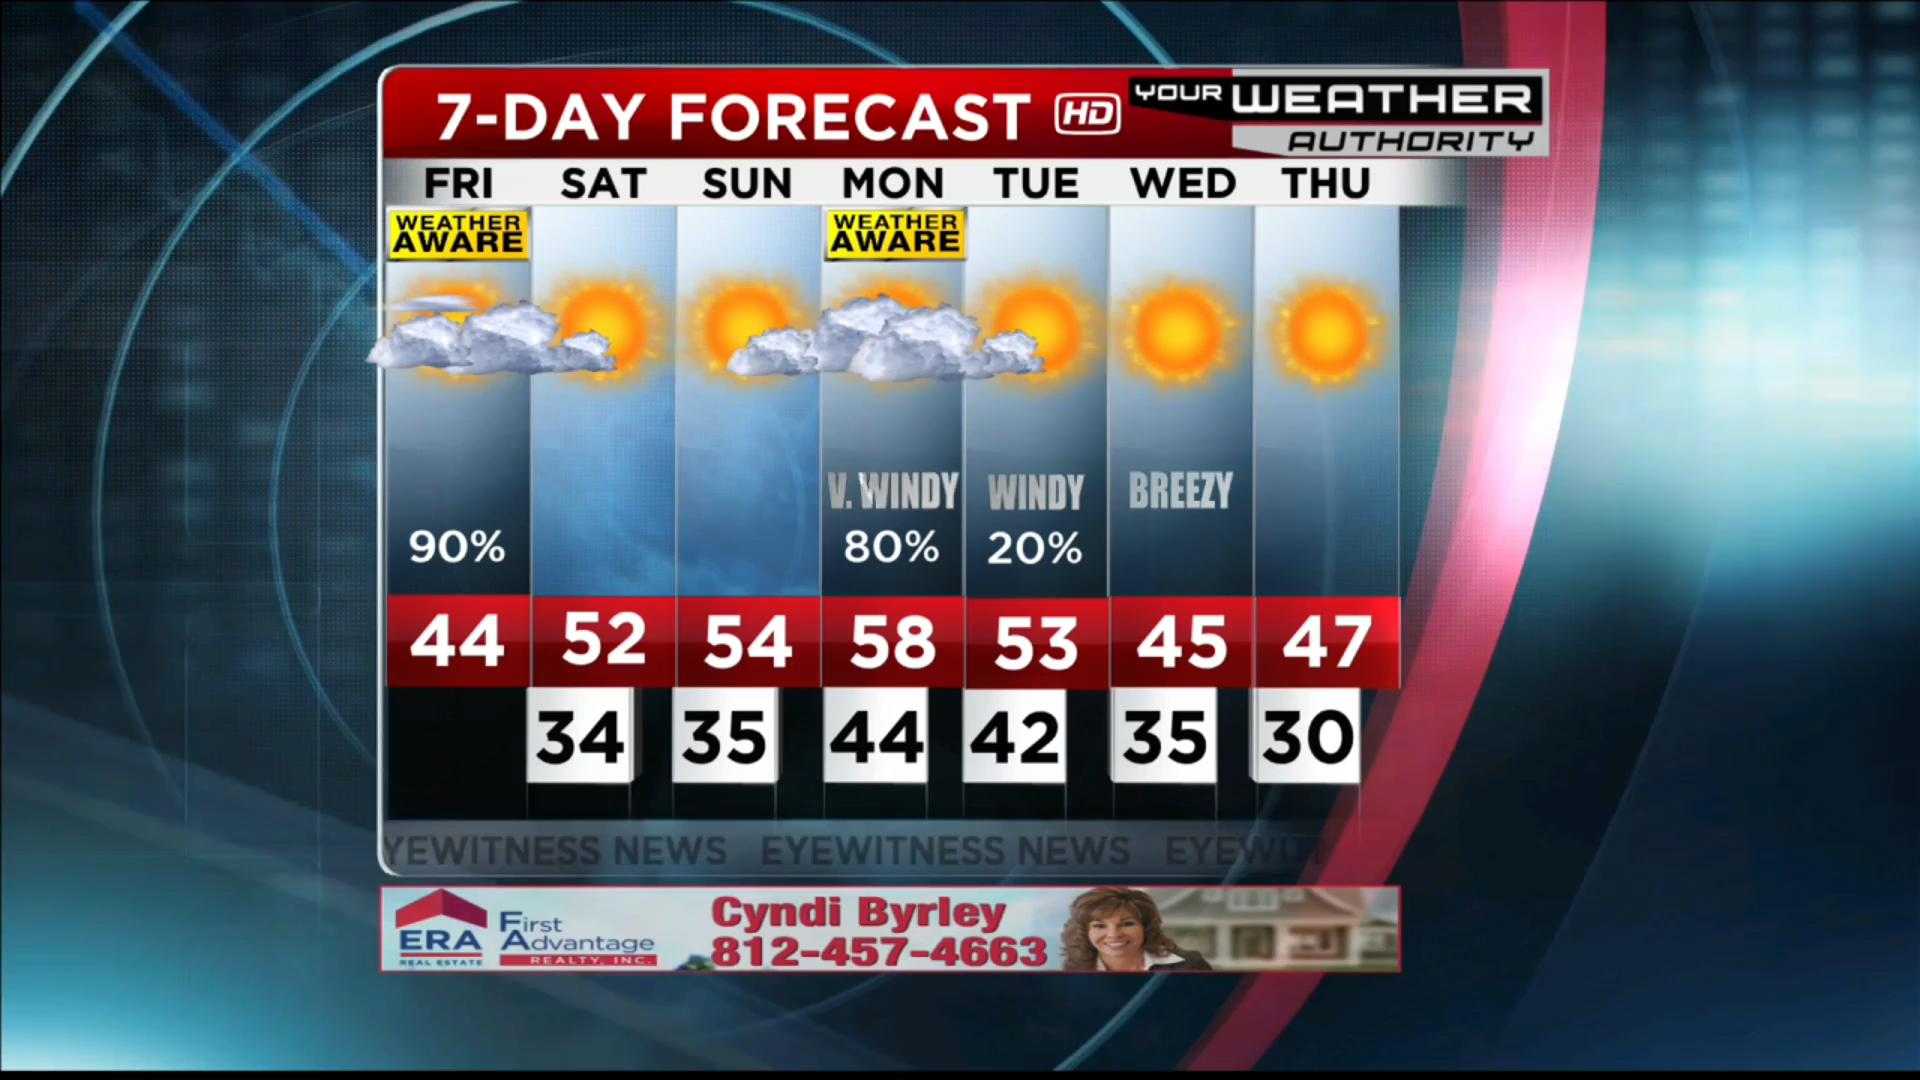 7-DAY FORECAST HD YOUR WEATHER
AUTHORITY
FRI SAT SUN MON TUE WED THU
WEATHER AWARE
WEATHER AWARE
V. WINDY WINDY BREEZY
90% 80% 20%
44 52 54 58 53 45 47
34 35 44 42 35 30
YEWITNESS NEWS EYEWITNESS NEWS EYEWIT
ERA
REAL ESTATE
First
Advantage
REALTY, INC.
Cyndi Byrley
812-457-4663